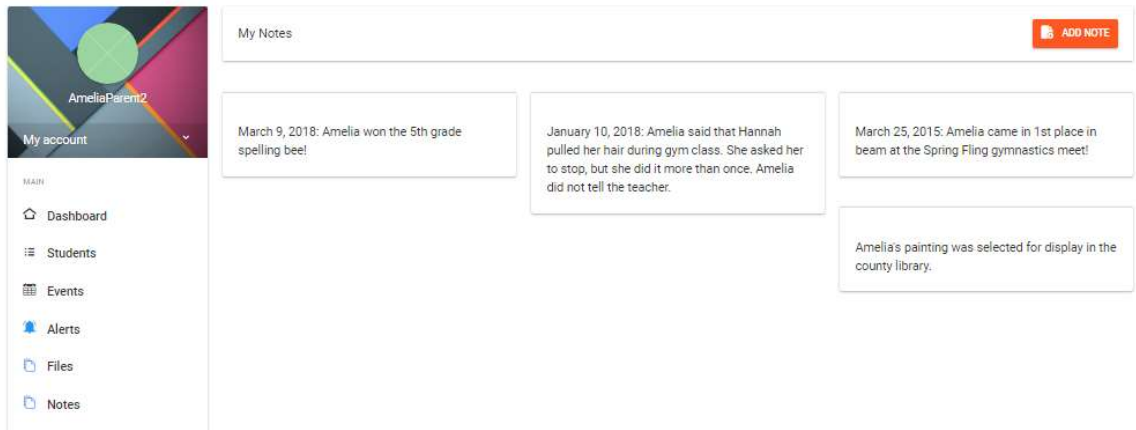 AmeliaParent2
My account
MAIN
Dashboard
Students
Events
Alerts
Files
Notes
My Notes
ADD NOTE
March 9, 2018: Amelia won the 5th grade
spelling bee!
January 10, 2018: Amelia said that Hannah
pulled her hair during gym class. She asked her
to stop, but she did it more than once. Amelia
did not tell the teacher.
March 25, 2015: Amelia came in 1st place in
beam at the Spring Fling gymnastics meet!
Amelia's painting was selected for display in the
county library.